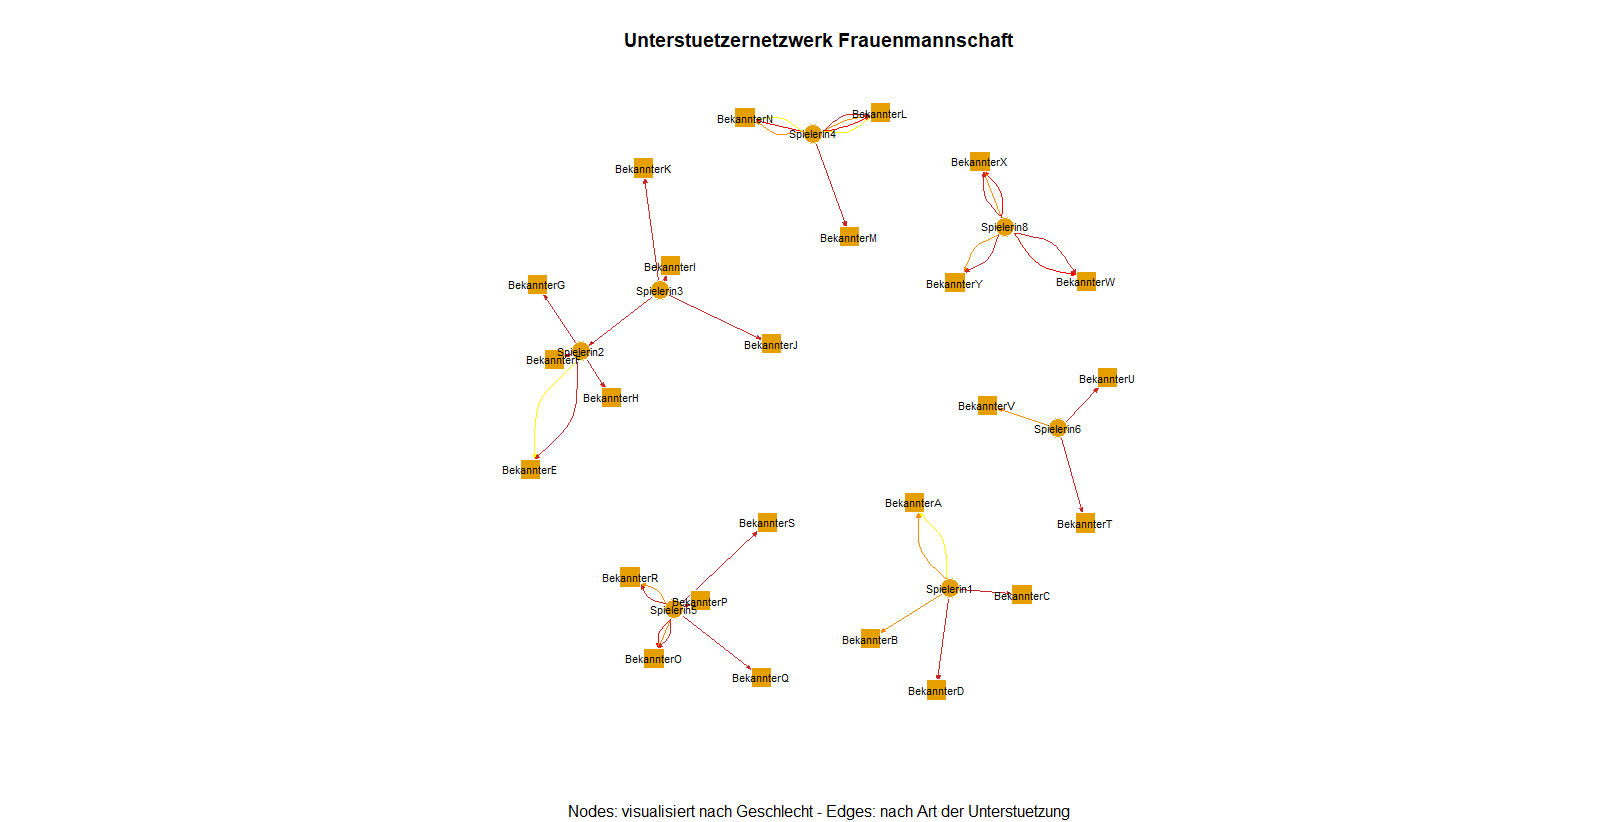 Unterstuetzernetzwerk Frauenmannschaft
BekannterN
BekannterL
Spielerin4
BekannterK
BekannterX
Spielerin8
BekannterM
BekannterI
BekannterG
Spielerin3
BekannterY
BekannterW
BekannterJ
Spielerin2
BekannterF
BekannterU
BekannterH
BekannterV
Spielerin6
BekannterE
BekannterA
BekannterS
BekannterT
BekannterR
Spielerin1
BekannterC
BekannterP
Spielerin5
BekannterB
BekannterO
BekannterQ
BekannterD
Nodes: visualisiert nach Geschlecht - Edges: nach Art der Unterstuetzung